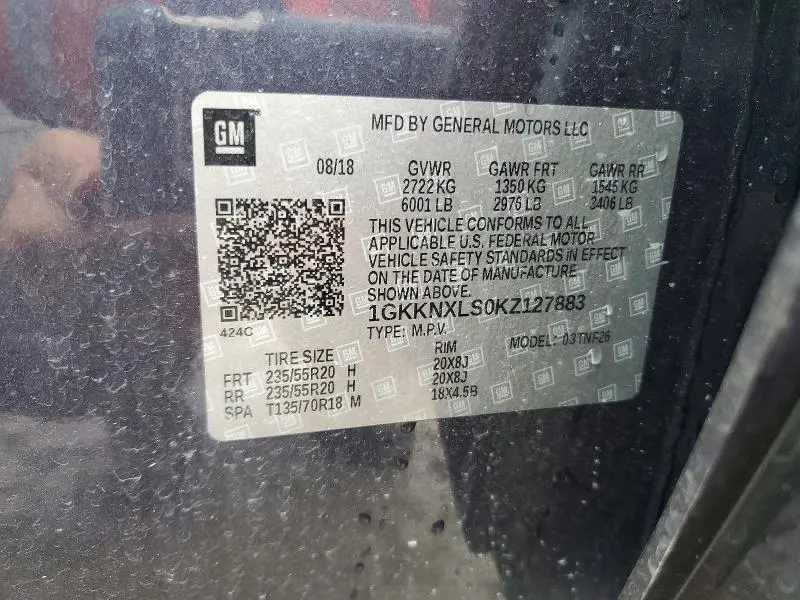 GM
MFD BY GENERAL MOTORS LLC
08/18
GVWR GAWR FRT GAWR RR
2722 KG 1350 KG 1545 KG
6001 LB 2976 LB 3406 LB
THIS VEHICLE CONFORMS TO ALL
APPLICABLE U.S. FEDERAL MOTOR
VEHICLE SAFETY STANDARDS IN EFFECT
ON THE DATE OF MANUFACTURE
SHOWN ABOVE.
1GKKNXLS0KZ127883
424C
TYPE: M.P.V.
MODEL: 03TNF26
TIRE SIZE RIM
FRT 235/55R20 H 20X8J
RR 235/55R20 H 20X8J
SPA T135/70R18 M 18X4.5B